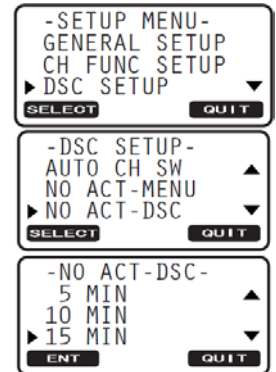 -SETUP MENU-
GENERAL SETUP
CH FUNC SETUP
▶DSC SETUP ▼
SELECT QUIT
-DSC SETUP-
AUTO CH SW ▲
NO ACT-MENU
▶NO ACT-DSC ▼
SELECT QUIT
-NO ACT-DSC-
5 MIN ▲
10 MIN
▶15 MIN ▼
ENT QUIT